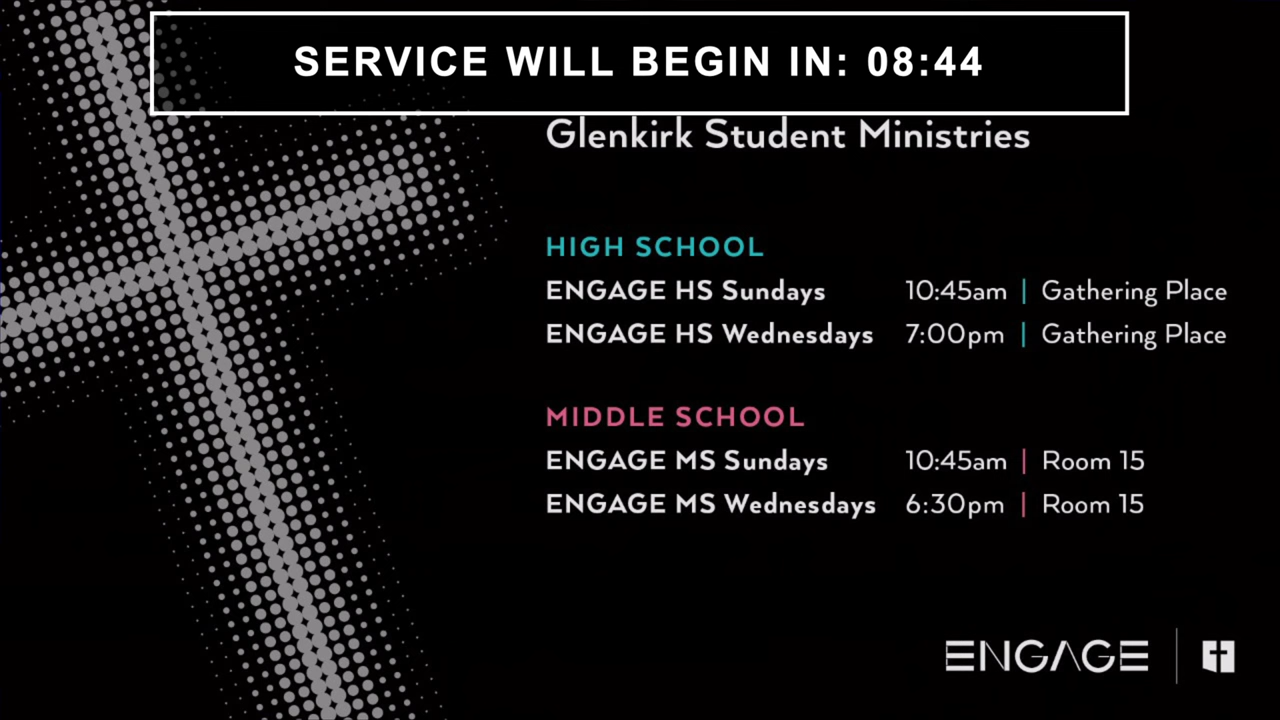 SERVICE WILL BEGIN IN: 08:44
Glenkirk Student Ministries
HIGH SCHOOL
ENGAGE HS Sundays 10:45am | Gathering Place
ENGAGE HS Wednesdays 7:00pm | Gathering Place
MIDDLE SCHOOL
ENGAGE MS Sundays 10:45am | Room 15
ENGAGE MS Wednesdays 6:30pm | Room 15
ENGAGE